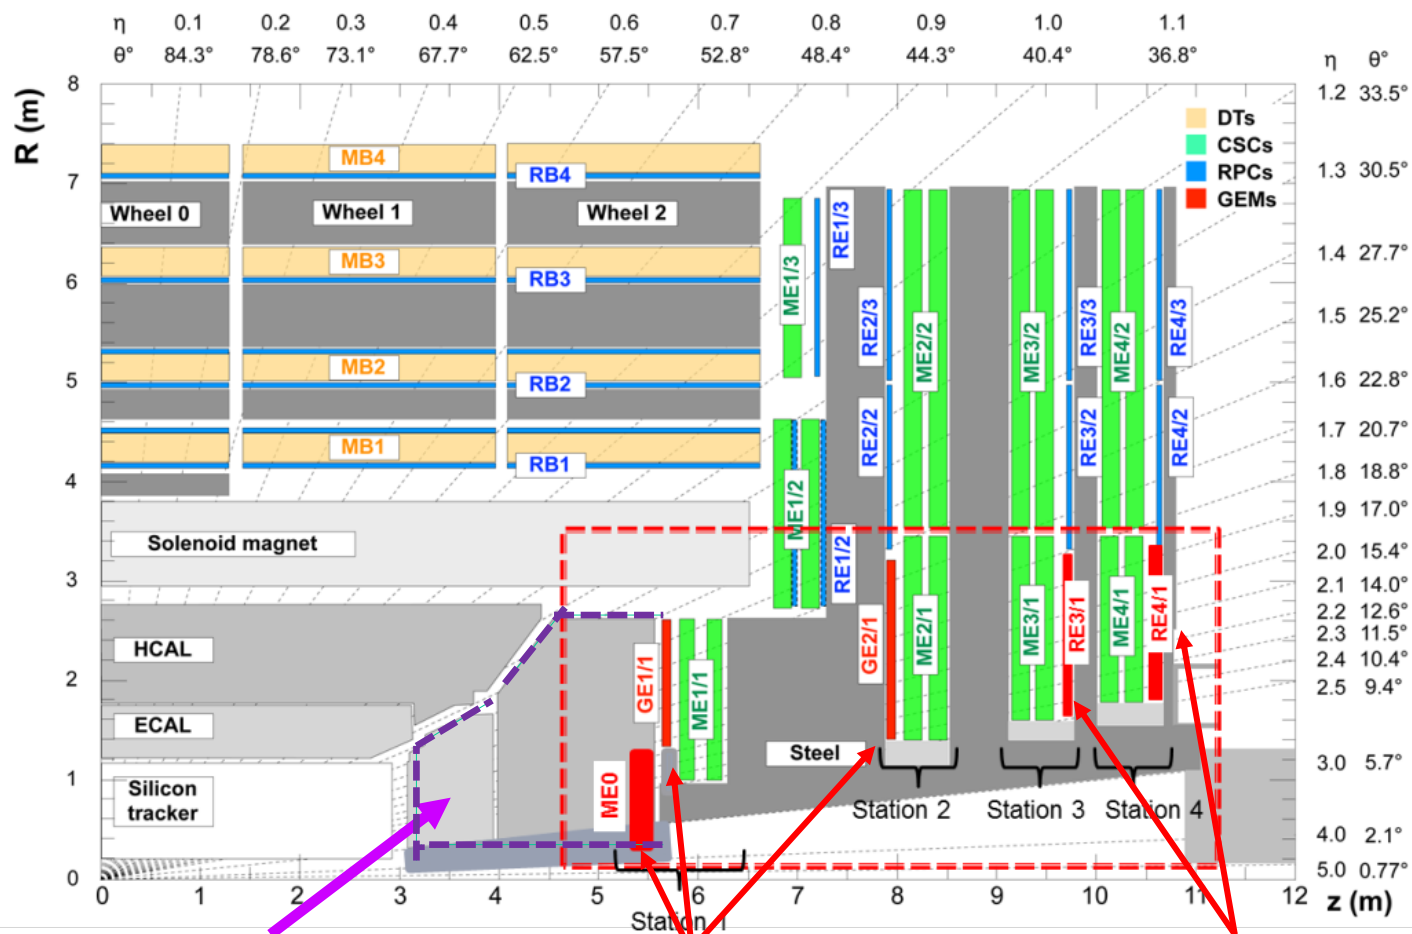 η 0.1 0.2 0.3 0.4 0.5 0.6 0.7 0.8 0.9 1.0 1.1
θ° 84.3° 78.6° 73.1° 67.7° 62.5° 57.5° 52.8° 48.4° 44.3° 40.4° 36.8°
η θ°
R (m)
8
7
6
5
4
3
2
1
0
1.2 33.5°
1.3 30.5°
1.4 27.7°
1.5 25.2°
1.6 22.8°
1.7 20.7°
1.8 18.8°
1.9 17.0°
2.0 15.4°
2.1 14.0°
2.2 12.6°
2.3 11.5°
2.4 10.4°
2.5 9.4°
3.0 5.7°
4.0 2.1°
5.0 0.77°
DTs
CSCs
RPCs
GEMs
MB4
RB4
Wheel 0
Wheel 1
Wheel 2
MB3
RB3
MB2
RB2
MB1
RB1
Solenoid magnet
HCAL
ECAL
Silicon
tracker
ME1/3
RE1/3
ME1/2
RE1/2
RE2/3
RE2/2
ME2/2
ME3/2
RE3/3
RE3/2
ME4/2
RE4/3
RE4/2
GE1/1
ME1/1
ME0
GE2/1
ME2/1
ME3/1
RE3/1
ME4/1
RE4/1
Steel
Station 2
Station 3
Station 4
Station 1
0 1 2 3 4 5 6 7 8 9 10 11 12
z (m)